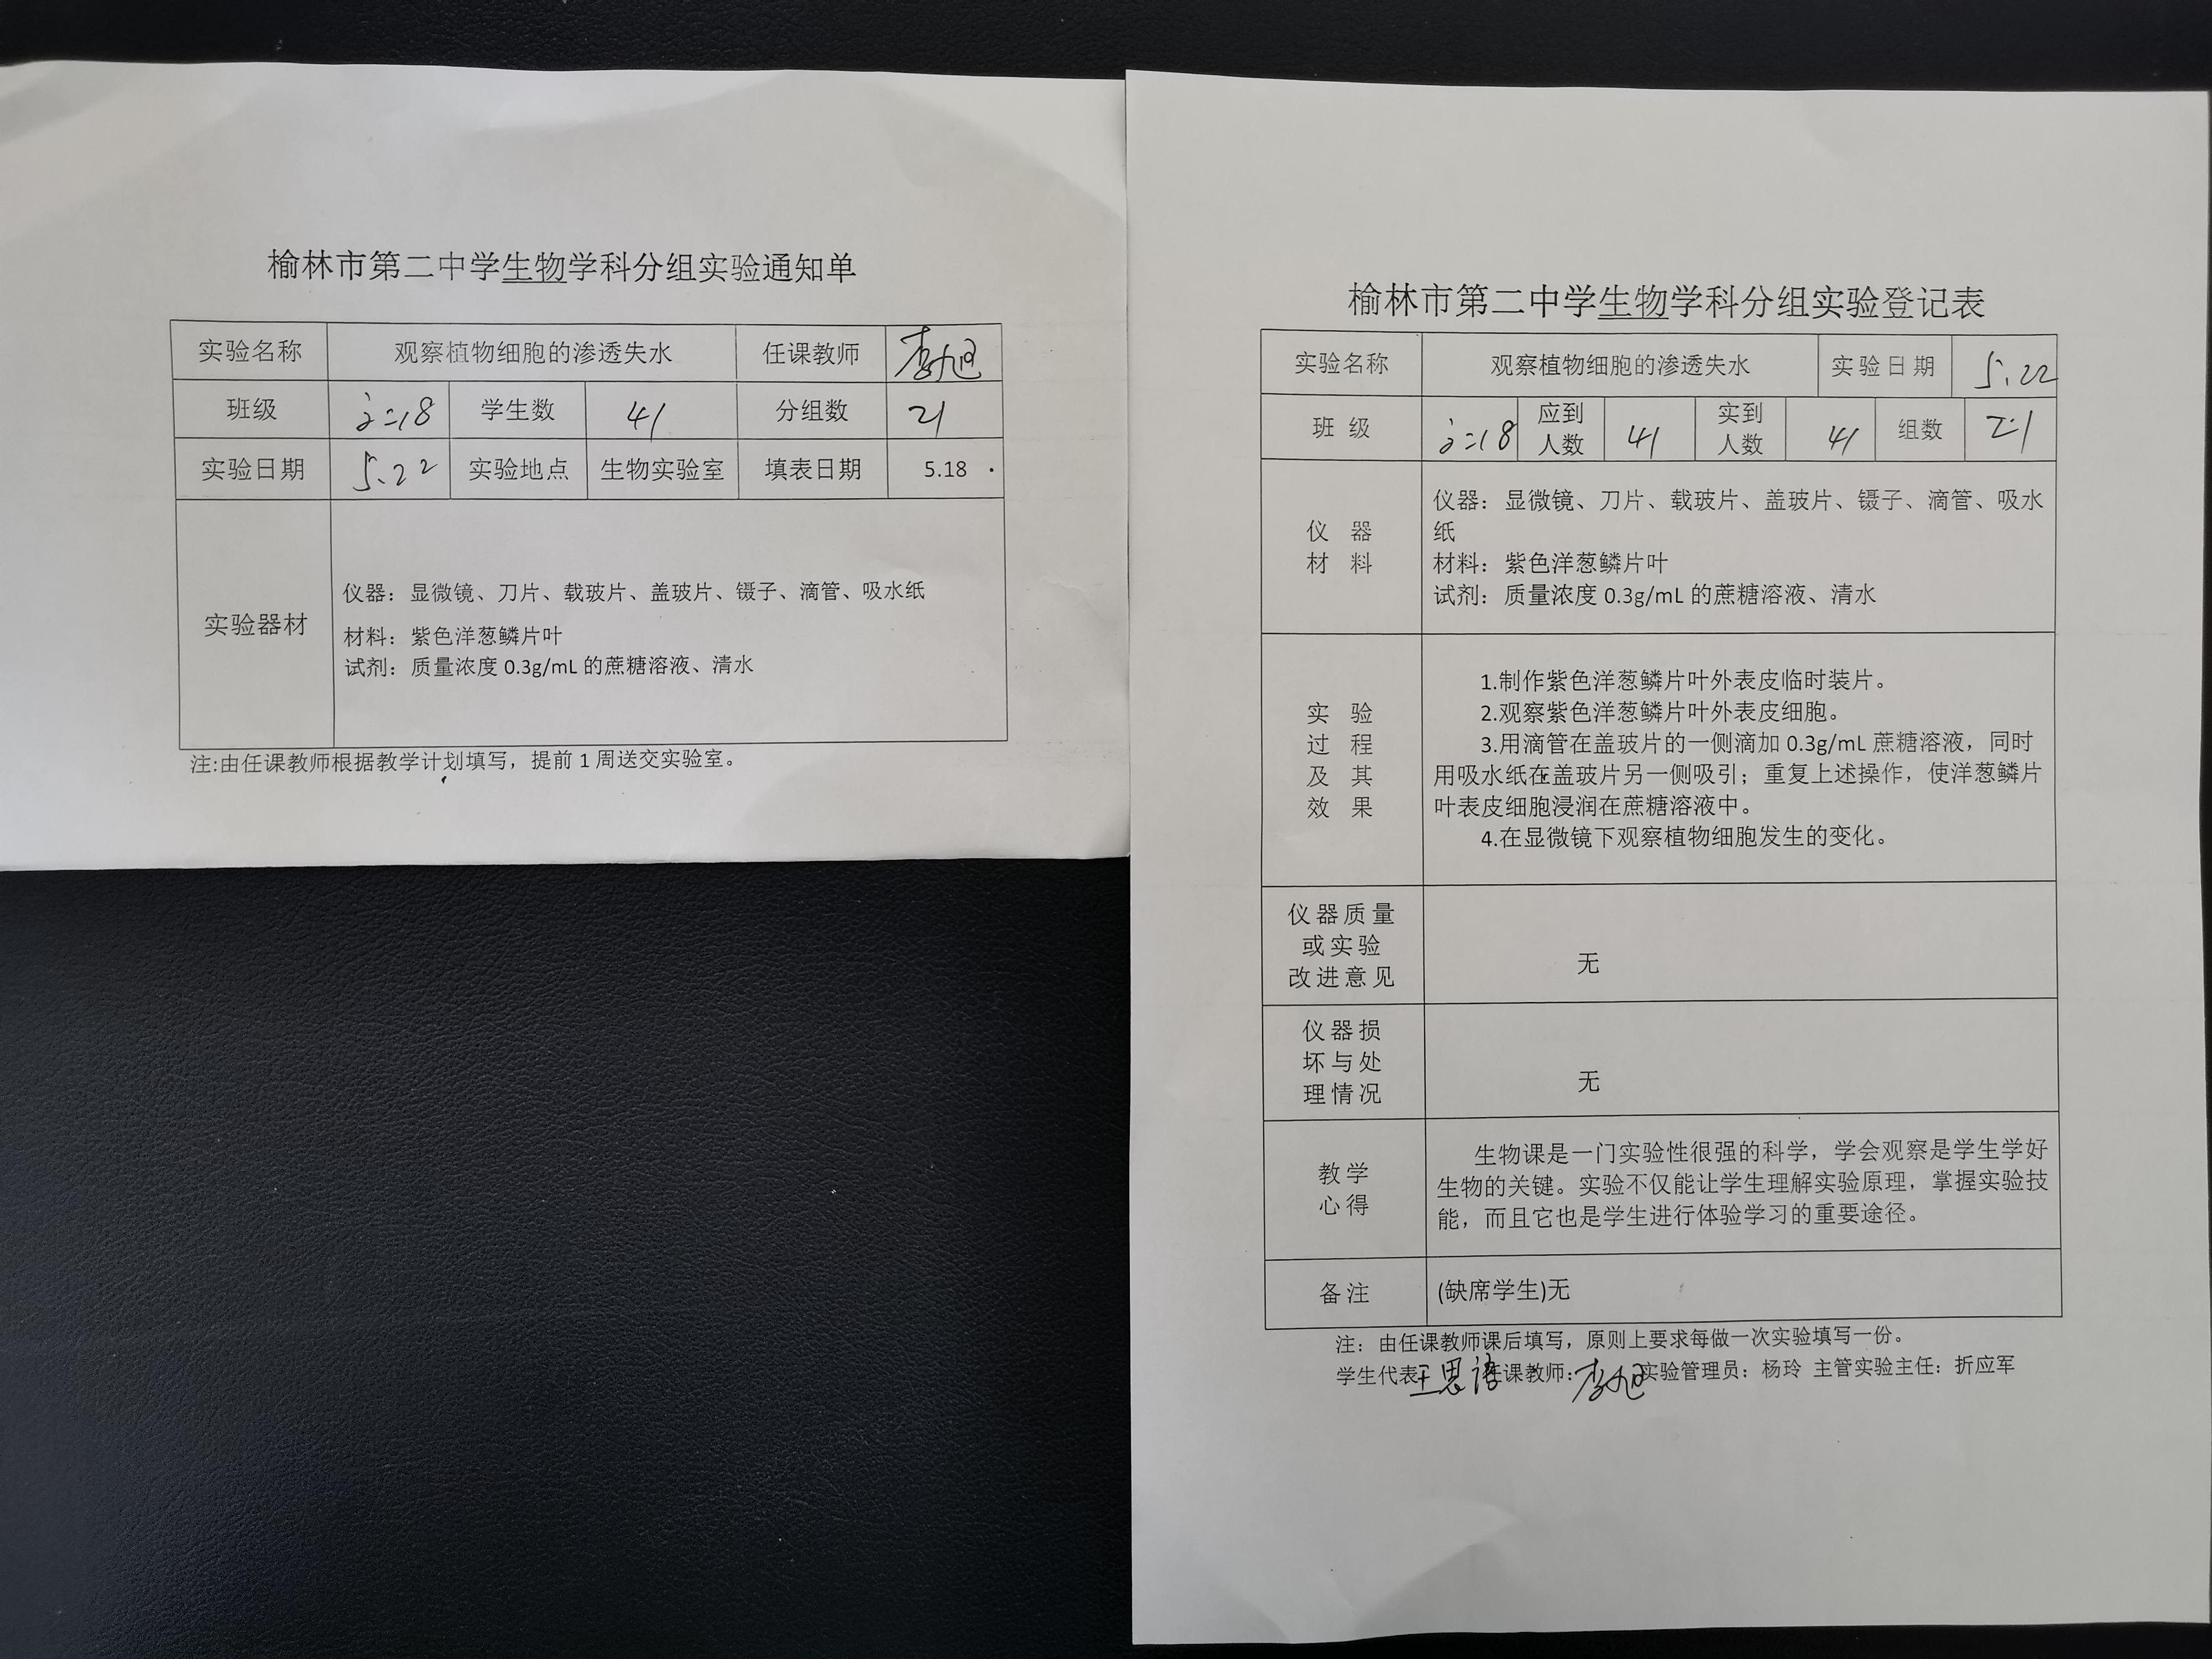 榆林市第二中学生物学科分组实验通知单
实验名称 观察植物细胞的渗透失水 任课教师 李旭
班级 初二18 学生数 41 分组数 21
实验日期 5.22 实验地点 生物实验室 填表日期 5.18
实验器材
仪器：显微镜、刀片、载玻片、盖玻片、镊子、滴管、吸水纸
材料：紫色洋葱鳞片叶
试剂：质量浓度 0.3g/mL 的蔗糖溶液、清水
注:由任课教师根据教学计划填写，提前 1 周送交实验室。
榆林市第二中学生物学科分组实验登记表
实验名称 观察植物细胞的渗透失水 实验日期 5.22
班 级 初二18 应到人数 41 实到人数 41 组数 21
仪 器
材 料
仪器：显微镜、刀片、载玻片、盖玻片、镊子、滴管、吸水
纸
材料：紫色洋葱鳞片叶
试剂：质量浓度 0.3g/mL 的蔗糖溶液、清水
实 验
过 程
及 其
效 果
1.制作紫色洋葱鳞片叶外表皮临时装片。
2.观察紫色洋葱鳞片叶外表皮细胞。
3.用滴管在盖玻片的一侧滴加 0.3g/mL 蔗糖溶液，同时
用吸水纸在盖玻片另一侧吸引；重复上述操作，使洋葱鳞片
叶表皮细胞浸润在蔗糖溶液中。
4.在显微镜下观察植物细胞发生的变化。
仪器质量
或实验
改进意见
无
仪器损
坏与处
理情况
无
教学
心得
生物课是一门实验性很强的科学，学会观察是学生学好
生物的关键。实验不仅能让学生理解实验原理，掌握实验技
能，而且它也是学生进行体验学习的重要途径。
备注 (缺席学生)无
注：由任课教师课后填写，原则上要求每做一次实验填写一份。
学生代表 王思语 任课教师: 李旭 实验管理员：杨玲 主管实验主任：折应军